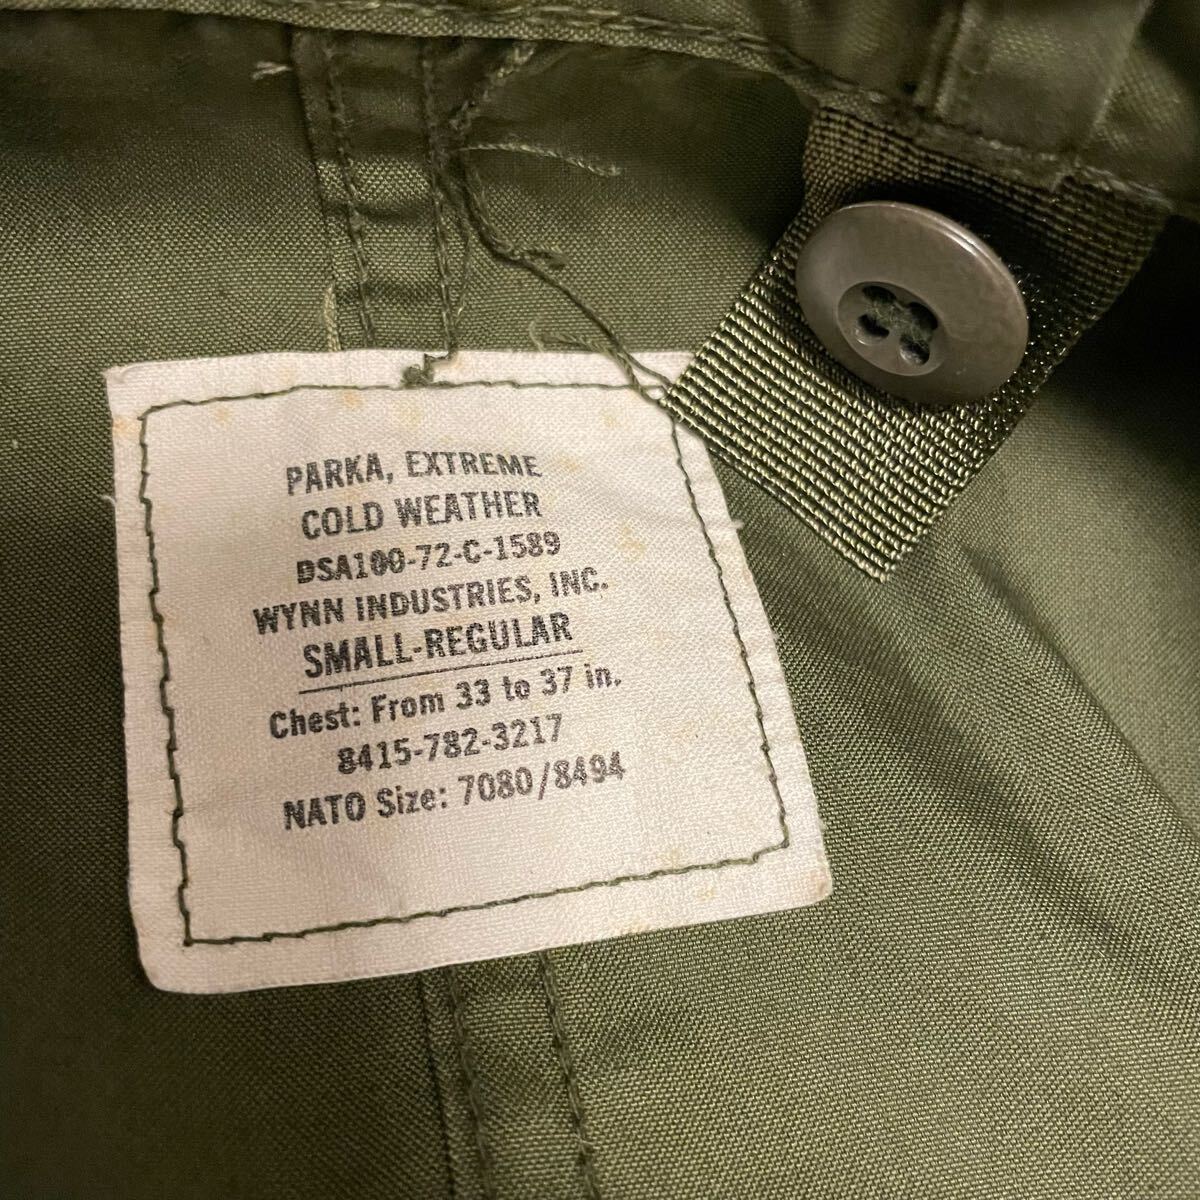 PARKA, EXTREME
COLD WEATHER
DSA100-72-C-1589
WYNN INDUSTRIES, INC.
SMALL-REGULAR
Chest: From 33 to 37 in.
8415-782-3217
NATO Size: 7080/8494